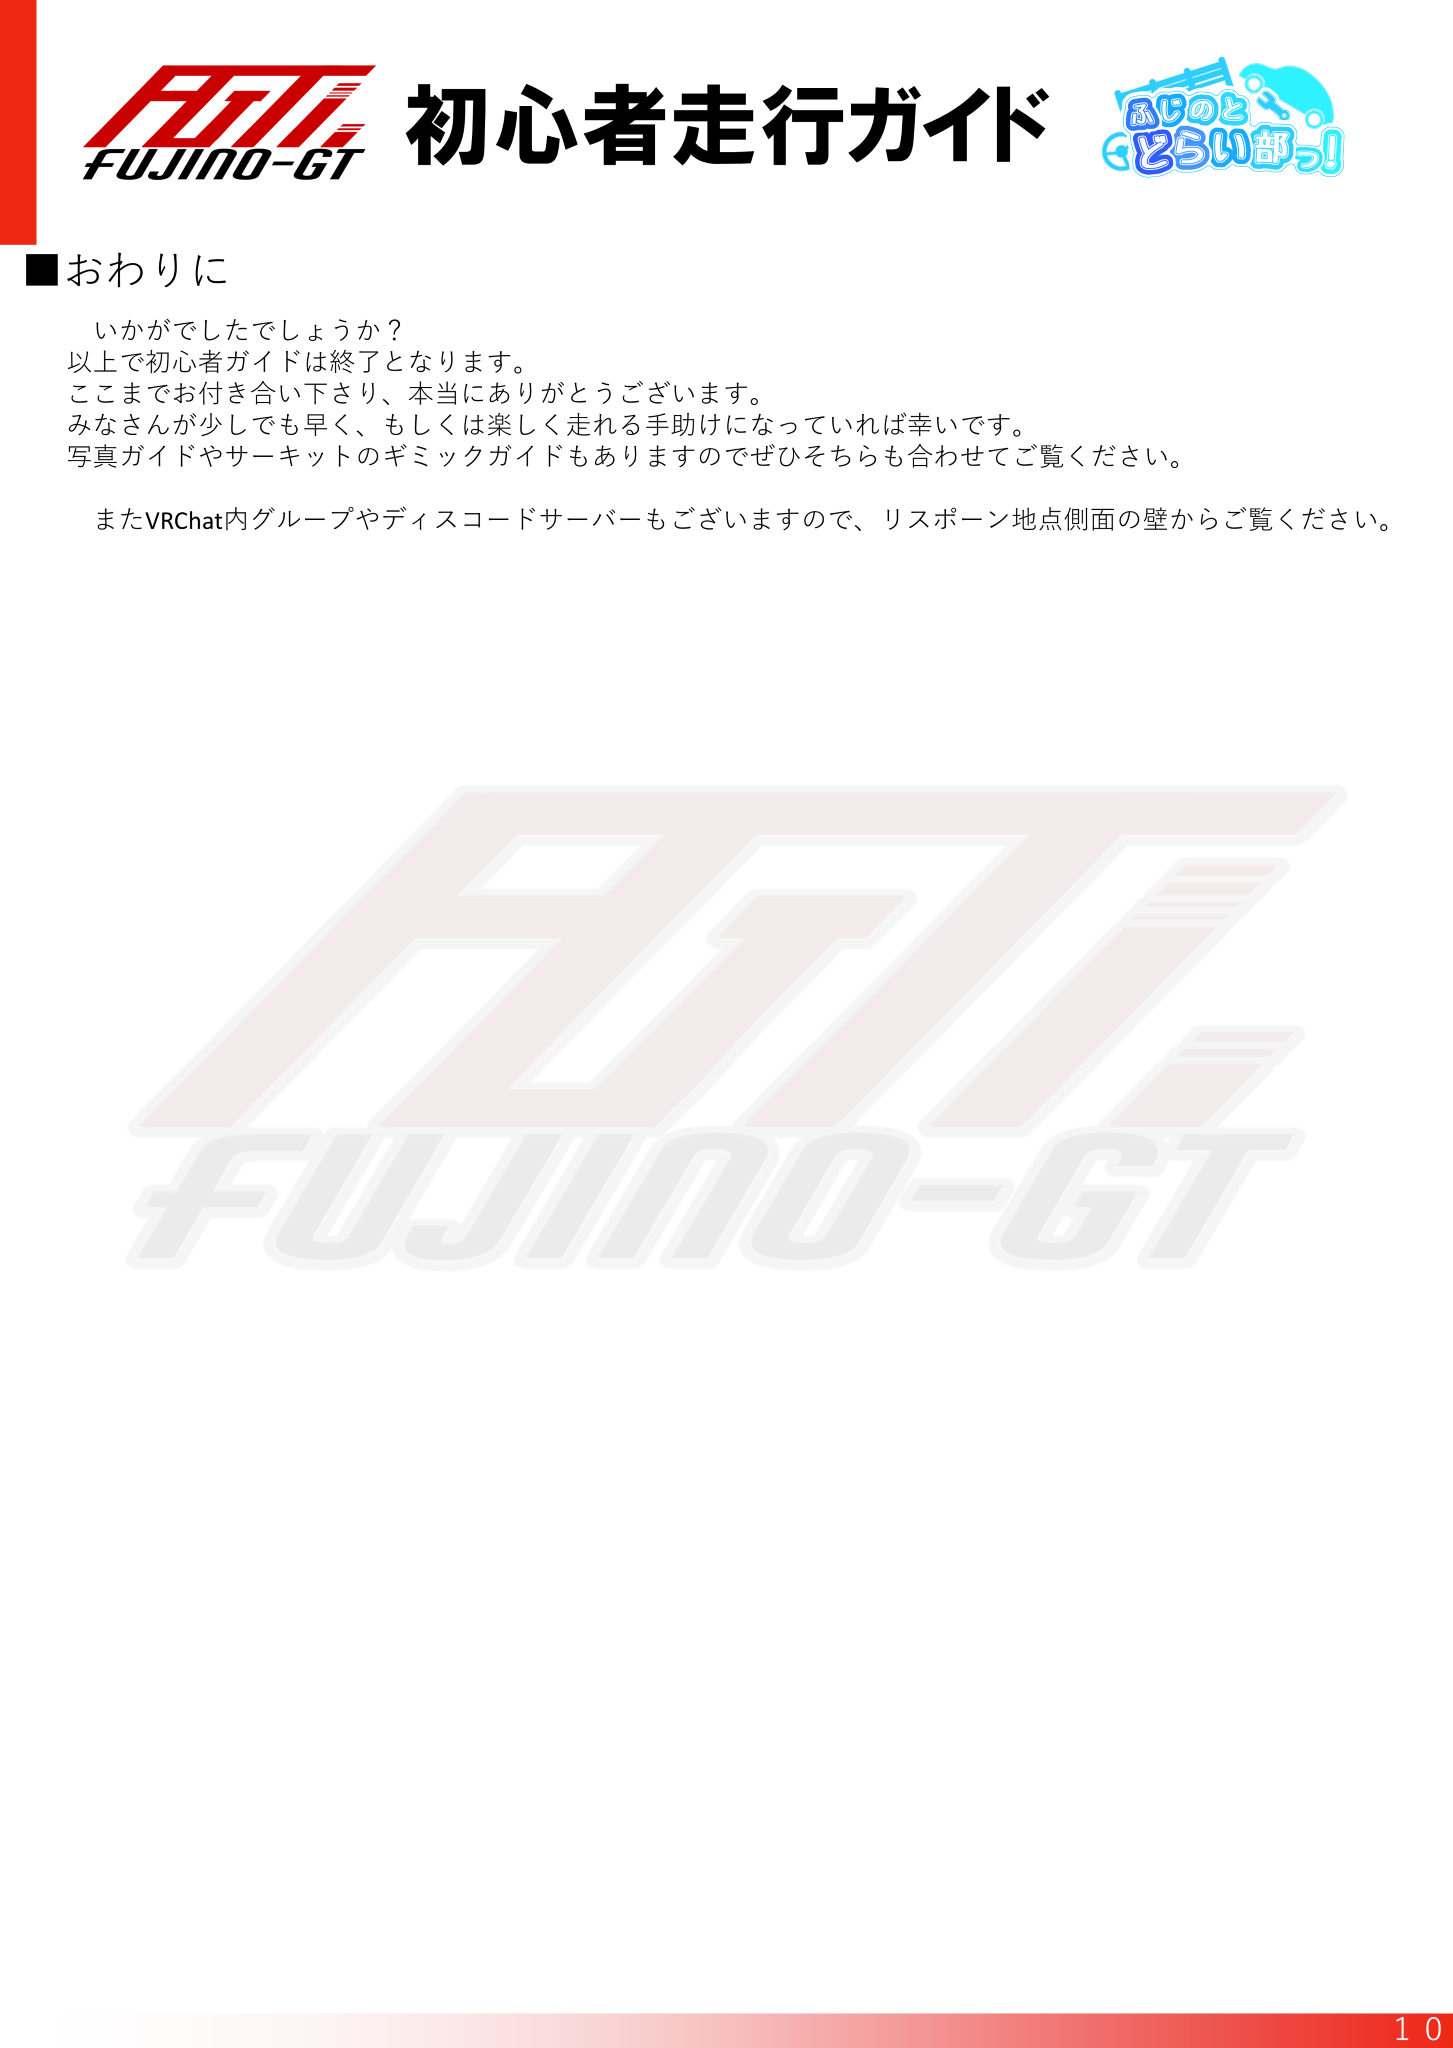 FUJINO-GT
初心者走行ガイド
ふじのと
どらい部っ!
■おわりに
いかがでしたでしょうか？
以上で初心者ガイドは終了となります。
ここまでお付き合い下さり、本当にありがとうございます。
みなさんが少しでも早く、もしくは楽しく走れる手助けになっていれば幸いです。
写真ガイドやサーキットのギミックガイドもありますのでぜひそちらも合わせてご覧ください。
またVRChat内グループやディスコードサーバーもございますので、リスポーン地点側面の壁からご覧ください。
FUJINO-GT
１０